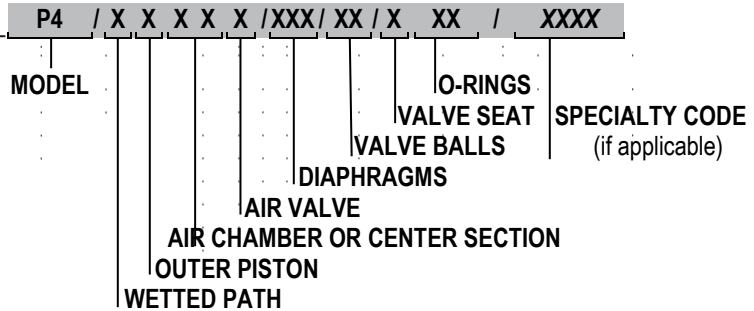 P4 / X X X X X / XXX / XX / X XX / XXXX
MODEL
O-RINGS
VALVE SEAT
SPECIALTY CODE
(if applicable)
VALVE BALLS
DIAPHRAGMS
AIR VALVE
AIR CHAMBER OR CENTER SECTION
OUTER PISTON
WETTED PATH